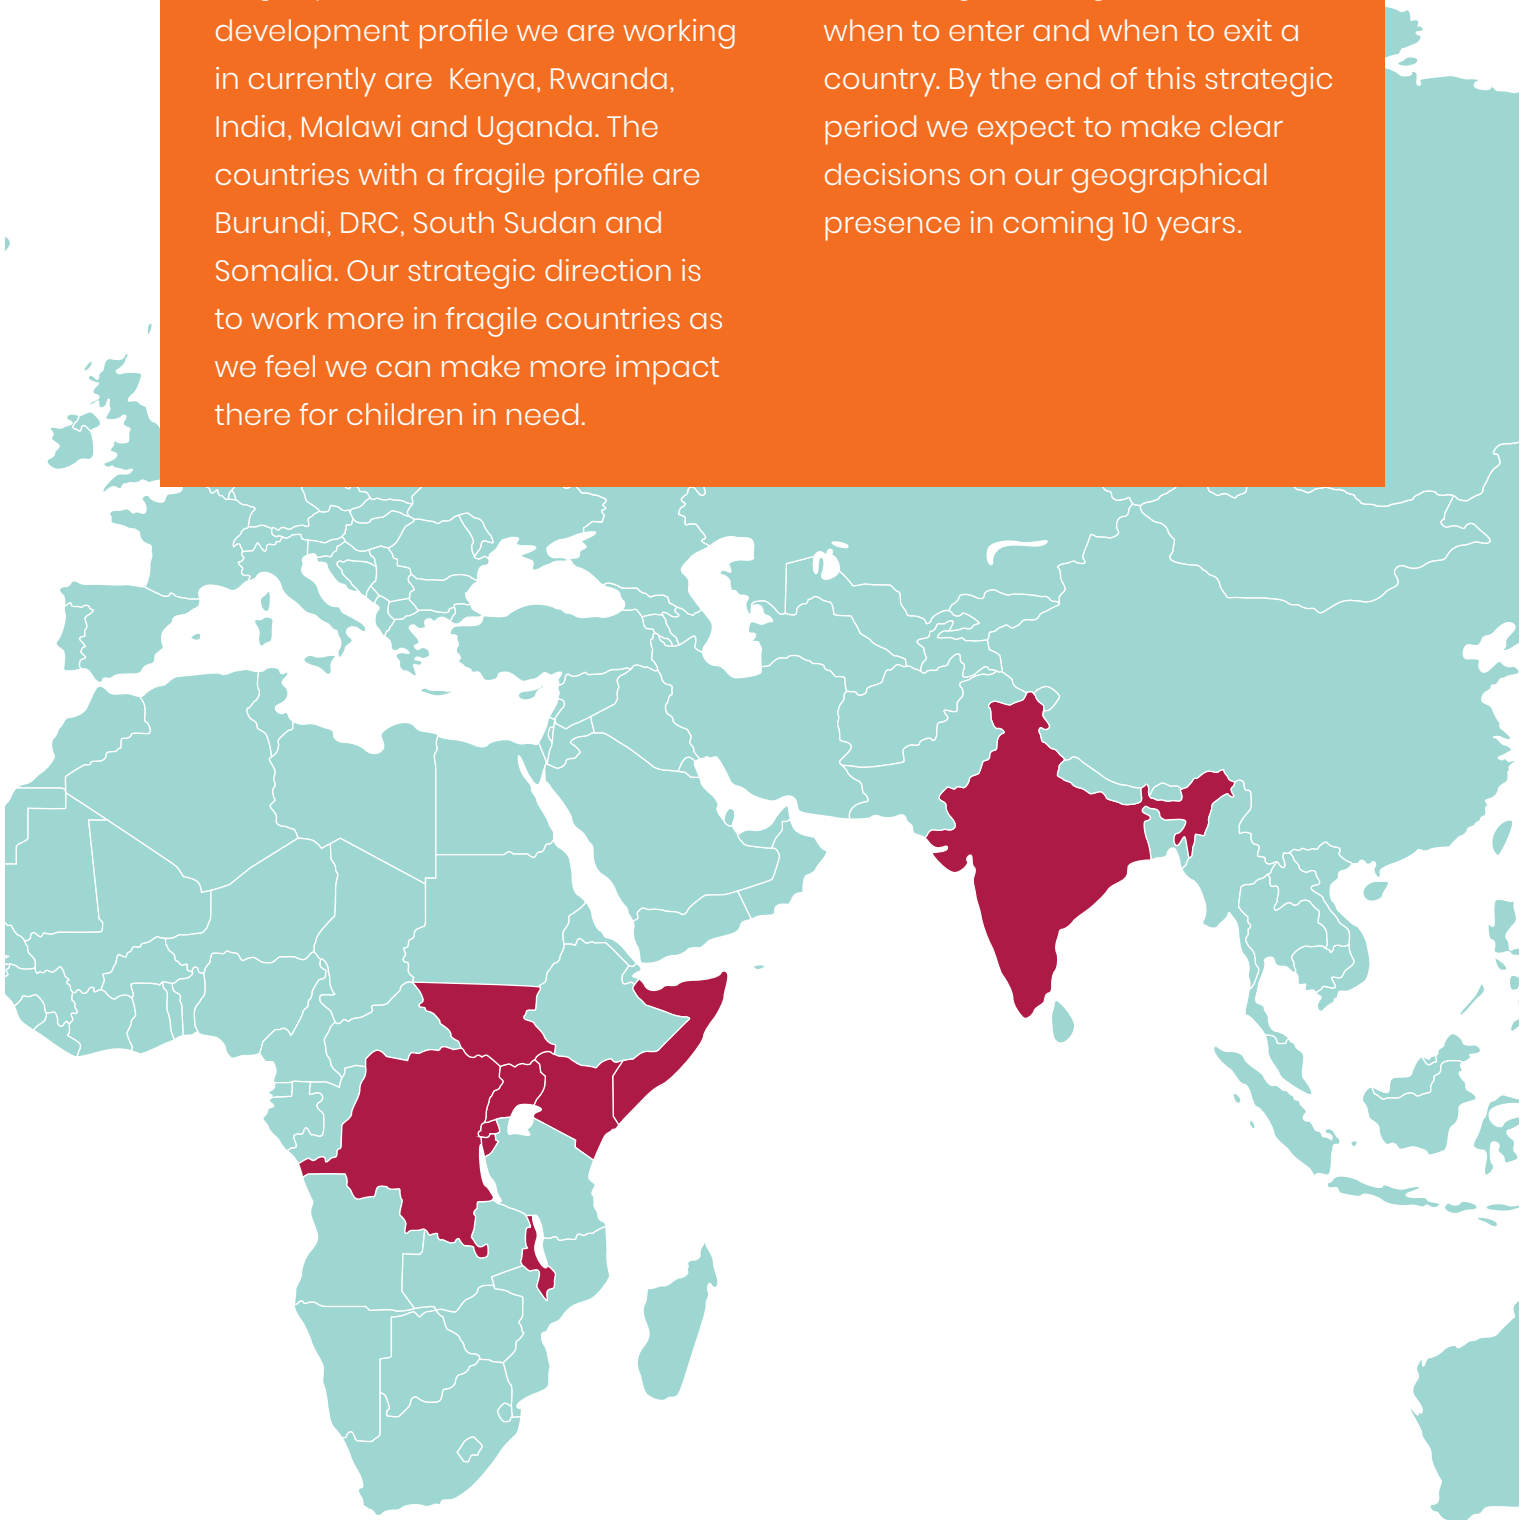 development profile we are working
in currently are  Kenya, Rwanda,
India, Malawi and Uganda. The
countries with a fragile profile are
Burundi, DRC, South Sudan and
Somalia. Our strategic direction is
to work more in fragile countries as
we feel we can make more impact
there for children in need.
when to enter and when to exit a
country. By the end of this strategic
period we expect to make clear
decisions on our geographical
presence in coming 10 years.